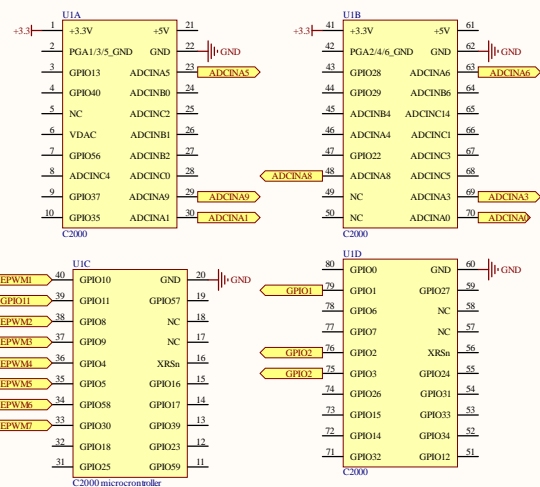 U1A
+3.3 1 +3.3V +5V 21
2 PGA1/3/5_GND GND 22 GND
3 GPIO13 ADCINA5 23 ADCINA5
4 GPIO40 ADCINB0 24
5 NC ADCINC2 25
6 VDAC ADCINB1 26
7 GPIO56 ADCINB2 27
8 ADCINC4 ADCINC0 28
9 GPIO37 ADCINA9 29 ADCINA9
10 GPIO35 ADCINA1 30 ADCINA1
C2000
U1B
+3.3 41 +3.3V +5V 61
42 PGA2/4/6_GND GND 62 GND
43 GPIO28 ADCINA6 63 ADCINA6
44 GPIO29 ADCINB6 64
45 ADCINB4 ADCINC14 65
46 ADCINA4 ADCINC1 66
47 GPIO22 ADCINC3 67
ADCINA8 48 ADCINA8 ADCINC5 68
49 NC ADCINA3 69 ADCINA3
50 NC ADCINA0 70 ADCINA0
C2000
U1C
EPWM1 40 GPIO10 GND 20 GND
GPIO11 39 GPIO11 GPIO57 19
EPWM2 38 GPIO8 NC 18
EPWM3 37 GPIO9 NC 17
EPWM4 36 GPIO4 XRSn 16
EPWM5 35 GPIO5 GPIO16 15
EPWM6 34 GPIO58 GPIO17 14
EPWM7 33 GPIO30 GPIO39 13
32 GPIO18 GPIO23 12
31 GPIO25 GPIO59 11
C2000 microcrontroller
U1D
80 GPIO0 GND 60 GND
GPIO1 79 GPIO1 GPIO27 59
78 GPIO6 NC 58
77 GPIO7 NC 57
GPIO2 76 GPIO2 XRSn 56
GPIO2 75 GPIO3 GPIO24 55
74 GPIO26 GPIO31 54
73 GPIO15 GPIO33 53
72 GPIO14 GPIO34 52
71 GPIO32 GPIO12 51
C2000